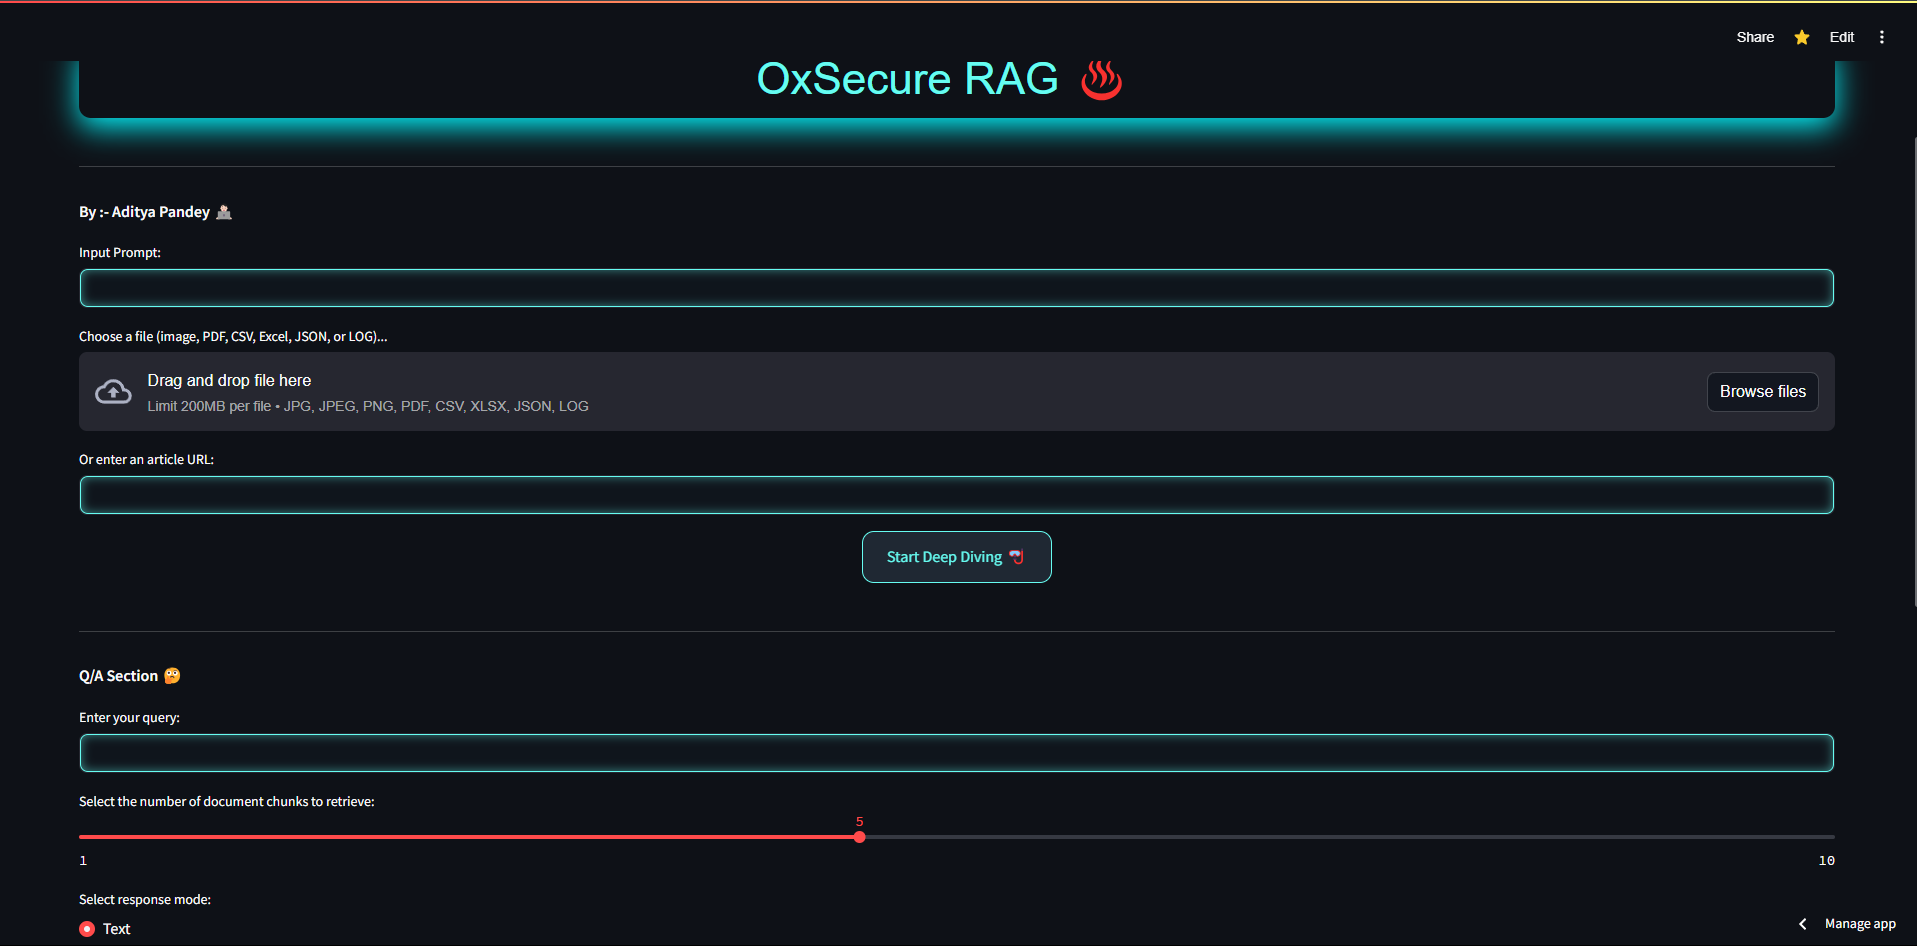 Share Edit
OxSecure RAG
By :- Aditya Pandey
Input Prompt:
Choose a file (image, PDF, CSV, Excel, JSON, or LOG)...
Drag and drop file here
Limit 200MB per file • JPG, JPEG, PNG, PDF, CSV, XLSX, JSON, LOG
Browse files
Or enter an article URL:
Start Deep Diving
Q/A Section
Enter your query:
Select the number of document chunks to retrieve:
5
1 10
Select response mode:
Text
Manage app